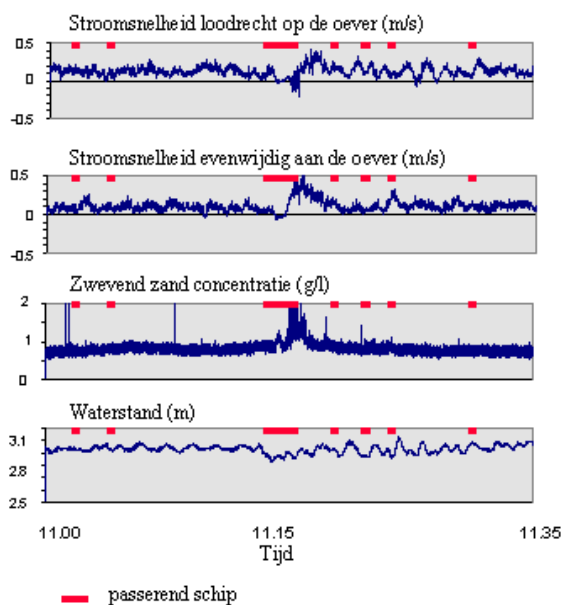 Stroomsnelheid loodrecht op de oever (m/s)
0.5
0
-0.5
Stroomsnelheid evenwijdig aan de oever (m/s)
0.5
0
-0.5
Zwevend zand concentratie (g/l)
2
1
0
Waterstand (m)
3.1
2.8
2.5
11.00 11.15 11.35
Tijd
passerend schip